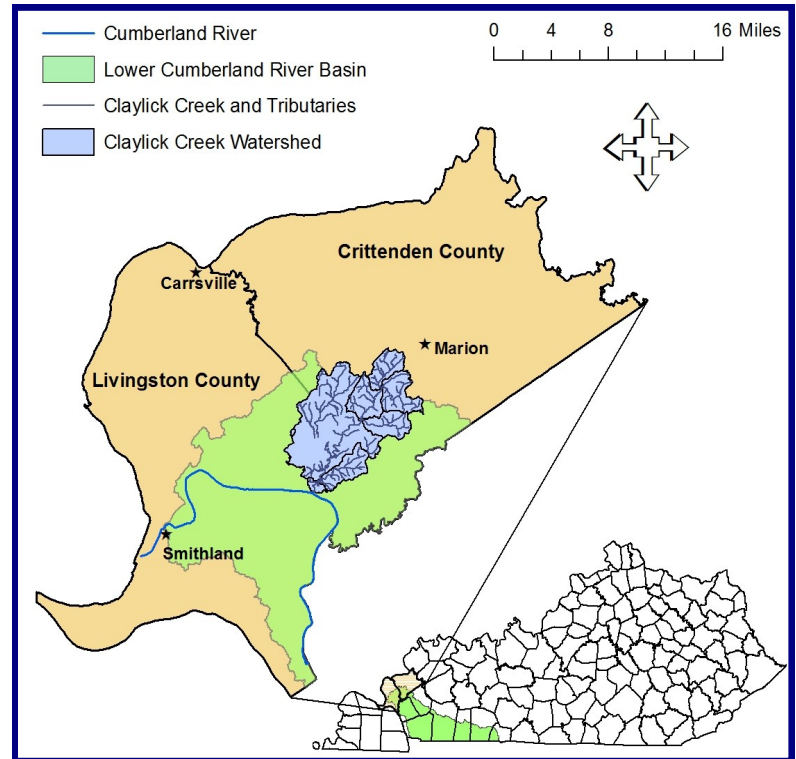 Cumberland River
Lower Cumberland River Basin
Claylick Creek and Tributaries
Claylick Creek Watershed
0 4 8 16 Miles
Crittenden County
Carrsville
Marion
Livingston County
Smithland